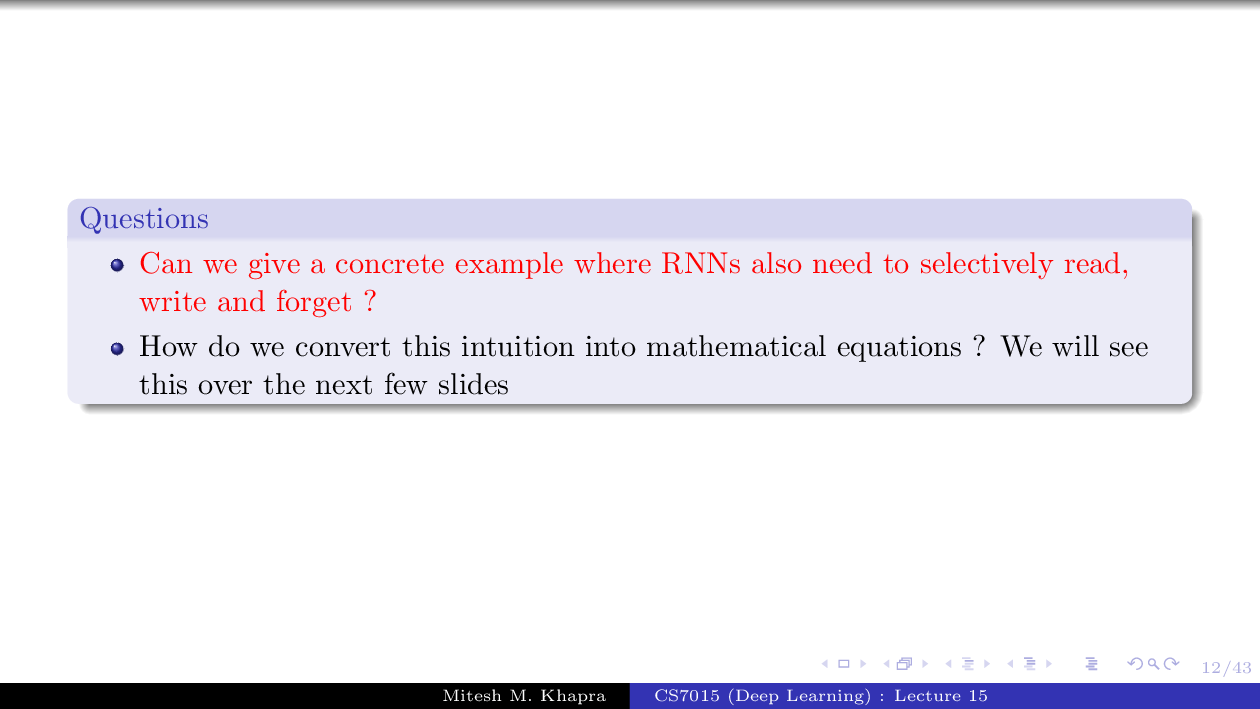 Questions
Can we give a concrete example where RNNs also need to selectively read,
write and forget ?
How do we convert this intuition into mathematical equations ? We will see
this over the next few slides
12/43
Mitesh M. Khapra
CS7015 (Deep Learning) : Lecture 15